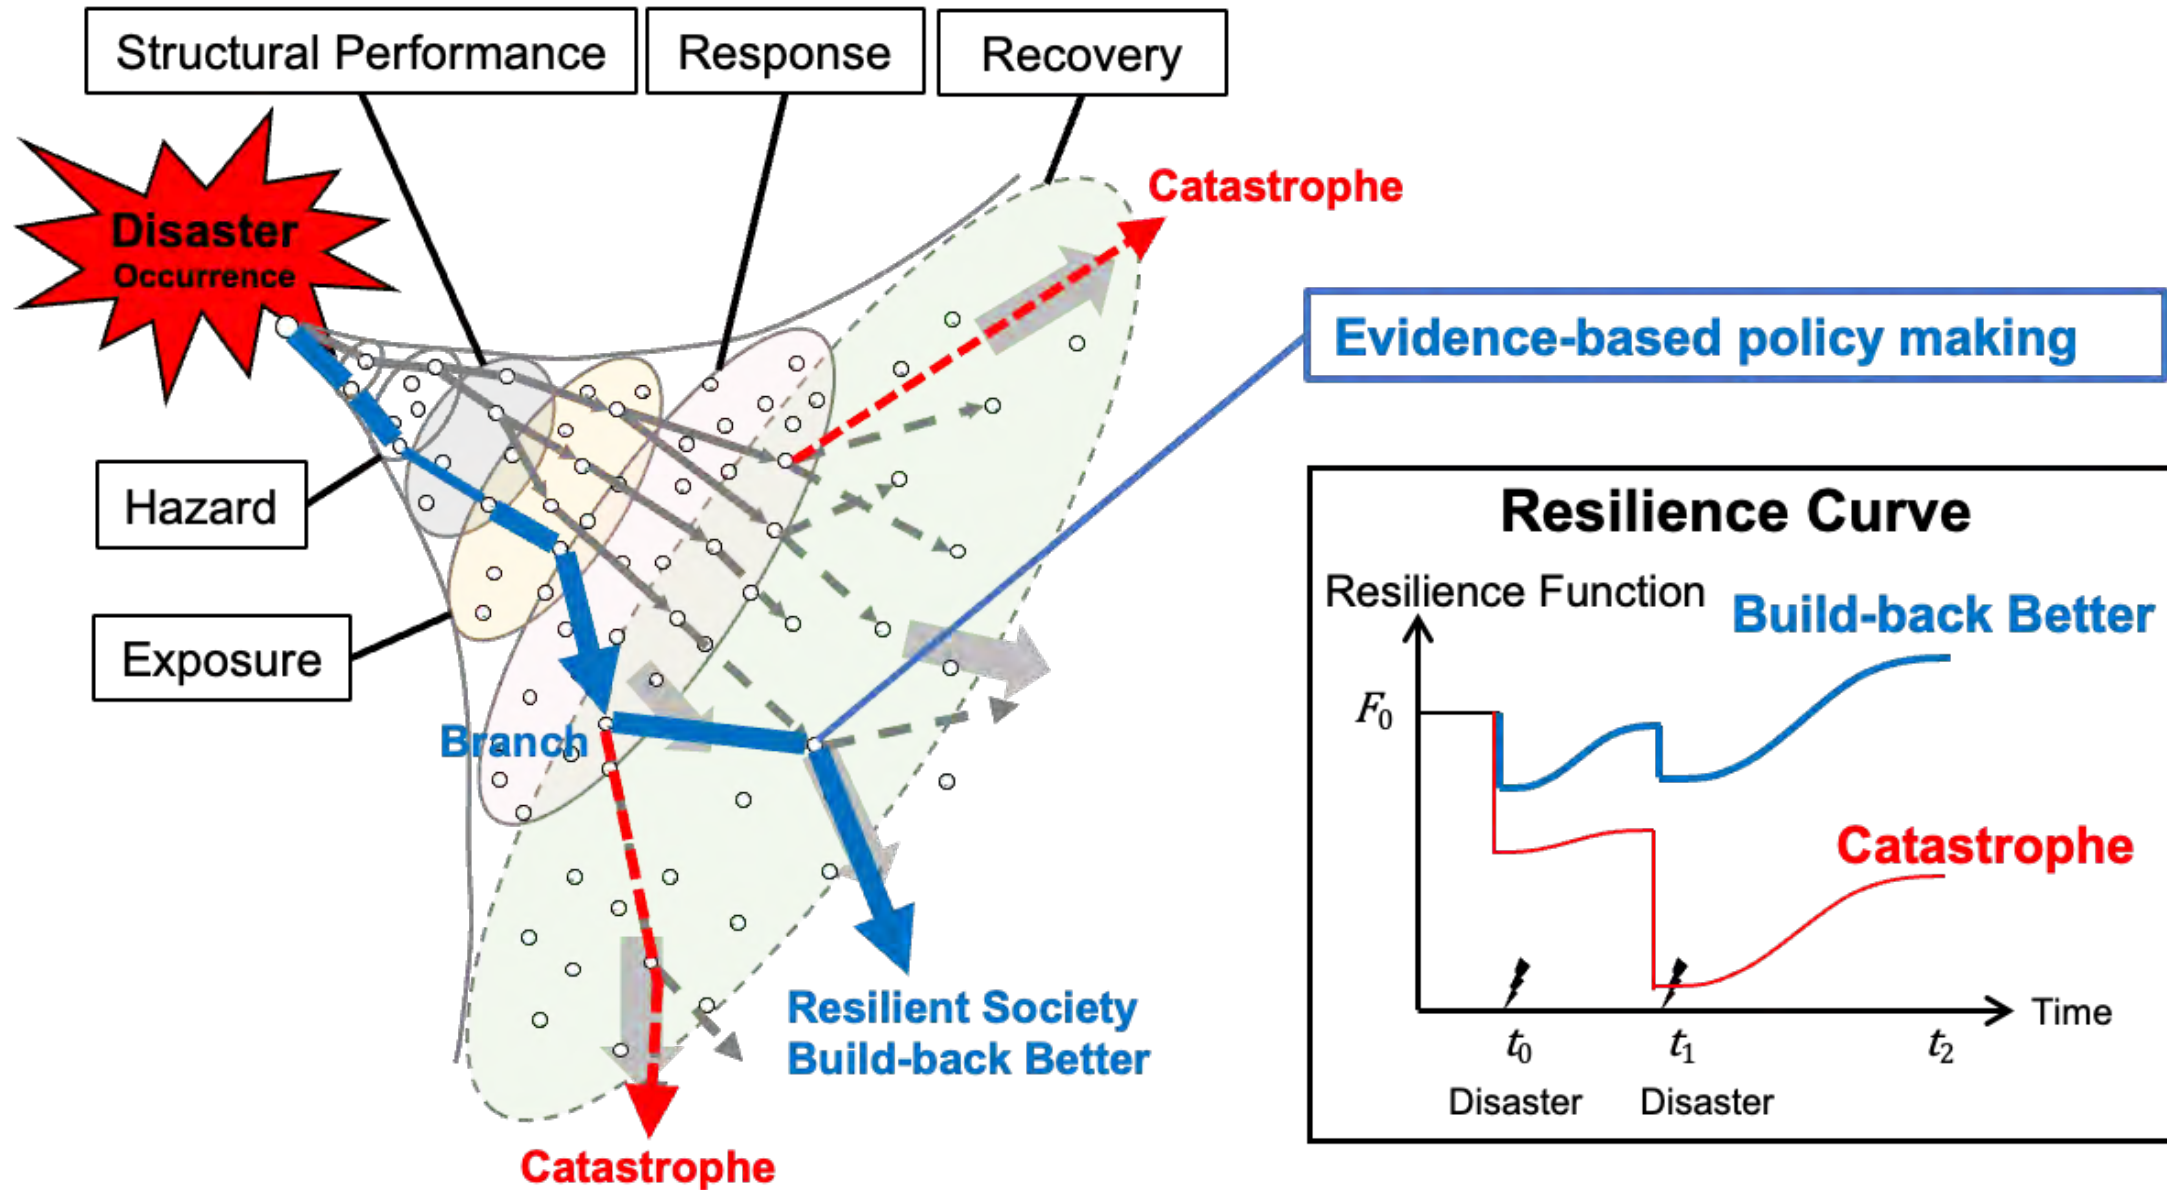 Structural Performance
Response
Recovery
Disaster
Occurrence
Catastrophe
Evidence-based policy making
Hazard
Exposure
Branch
Resilient Society
Build-back Better
Catastrophe
Resilience Curve
Resilience Function
Build-back Better
F₀
Catastrophe
Time
t₀
t₁
t₂
Disaster
Disaster